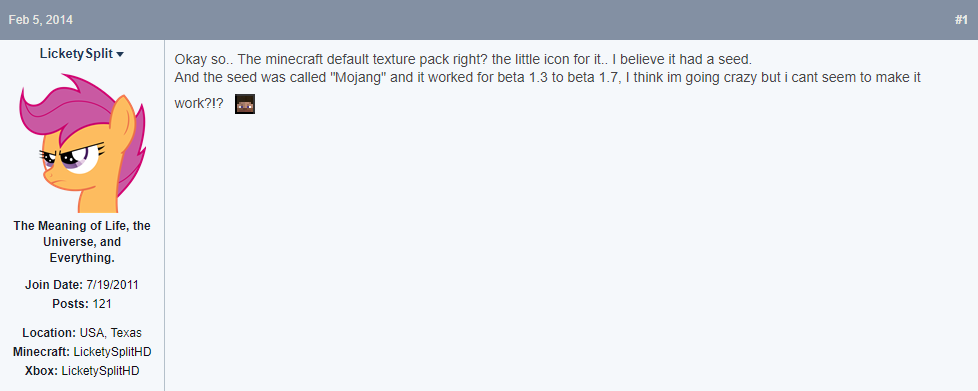 Feb 5, 2014
#1
LicketySplit
Okay so.. The minecraft default texture pack right? the little icon for it.. I believe it had a seed.
And the seed was called "Mojang" and it worked for beta 1.3 to beta 1.7, I think im going crazy but i cant seem to make it
work?!?
The Meaning of Life, the
Universe, and
Everything.
Join Date: 7/19/2011
Posts: 121
Location: USA, Texas
Minecraft: LicketySplitHD
Xbox: LicketySplitHD